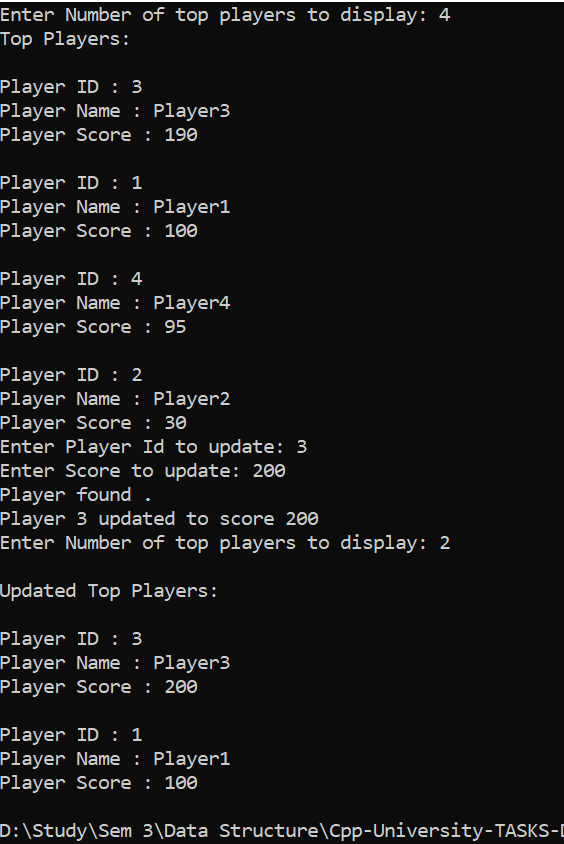 Enter Number of top players to display: 4
Top Players:

Player ID : 3
Player Name : Player3
Player Score : 190

Player ID : 1
Player Name : Player1
Player Score : 100

Player ID : 4
Player Name : Player4
Player Score : 95

Player ID : 2
Player Name : Player2
Player Score : 30
Enter Player Id to update: 3
Enter Score to update: 200
Player found .
Player 3 updated to score 200
Enter Number of top players to display: 2

Updated Top Players:

Player ID : 3
Player Name : Player3
Player Score : 200

Player ID : 1
Player Name : Player1
Player Score : 100

D:\Study\Sem 3\Data Structure\Cpp-University-TASKS-